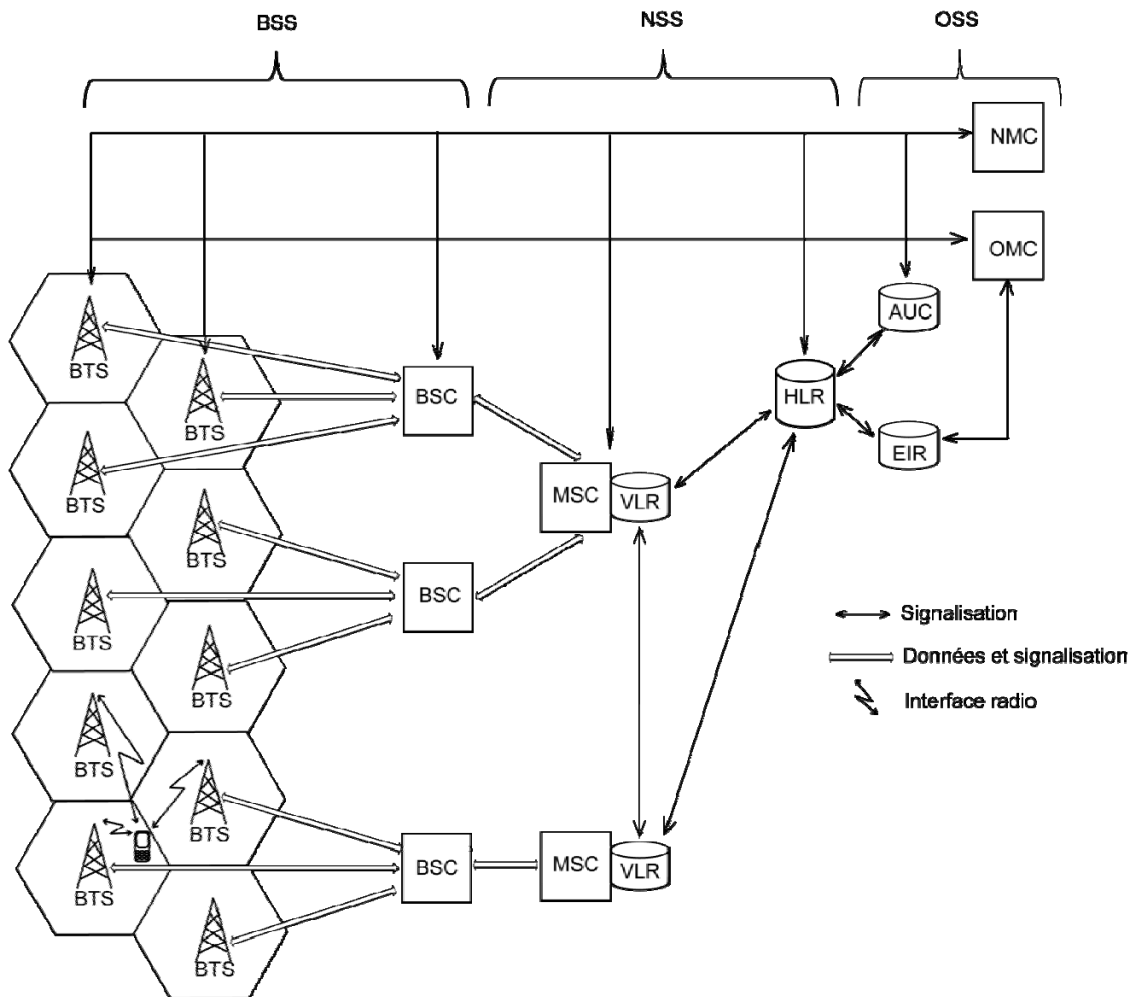 BSS
NSS
OSS
NMC
OMC
BTS
AUC
BTS
BSC
HLR
BTS
EIR
MSC
VLR
BTS
BSC
BTS
Signalisation
BTS
Données et signalisation
Interface radio
BTS
BTS
BSC
MSC
VLR
BTS
BTS